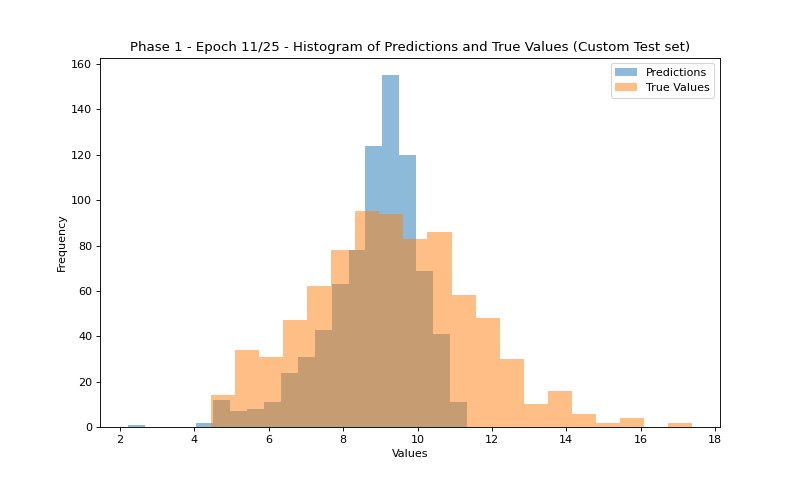 Phase 1 - Epoch 11/25 - Histogram of Predictions and True Values (Custom Test set)
Predictions
True Values
160
140
120
100
80
60
40
20
0
Frequency
2 4 6 8 10 12 14 16 18
Values